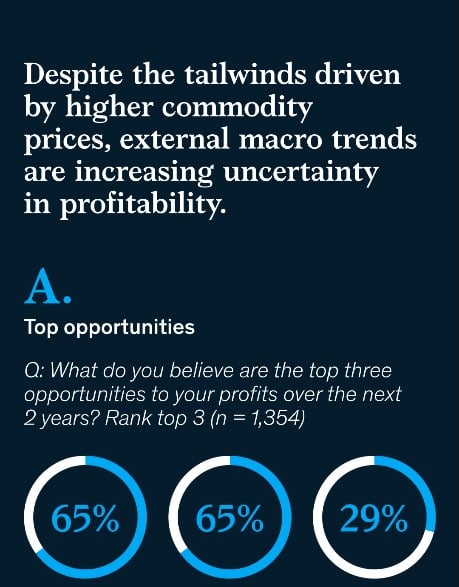 Despite the tailwinds driven
by higher commodity
prices, external macro trends
are increasing uncertainty
in profitability.
A.
Top opportunities
Q: What do you believe are the top three
opportunities to your profits over the next
2 years? Rank top 3 (n = 1,354)
65% 65% 29%